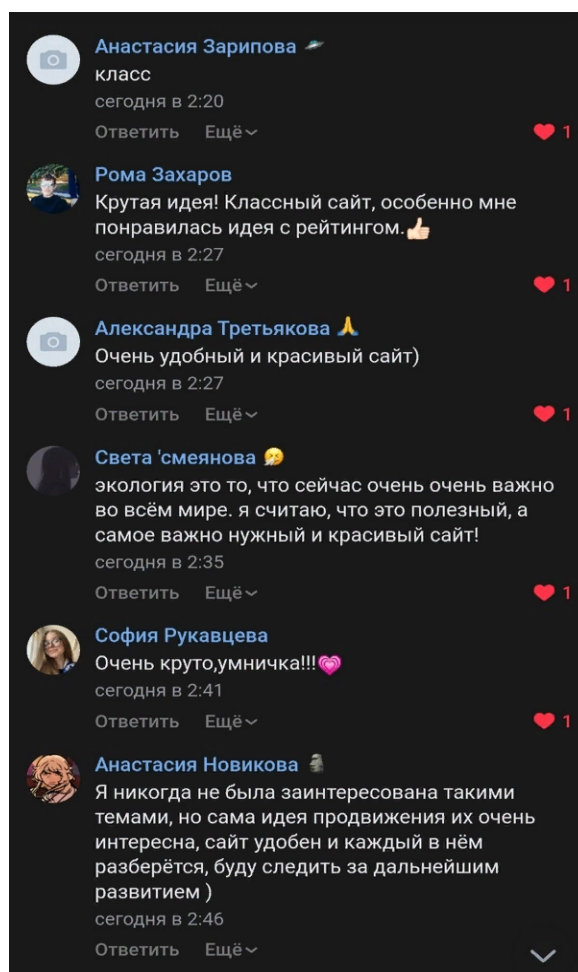 Анастасия Зарипова 🛸
класс
сегодня в 2:20
Ответить Ещё
1
Рома Захаров
Крутая идея! Классный сайт, особенно мне
понравилась идея с рейтингом.👍🏻
сегодня в 2:27
Ответить Ещё
1
Александра Третьякова 🙏
Очень удобный и красивый сайт)
сегодня в 2:27
Ответить Ещё
1
Света 'смеянова 🤧
экология это то, что сейчас очень очень важно
во всём мире. я считаю, что это полезный, а
самое важно нужный и красивый сайт!
сегодня в 2:35
Ответить Ещё
1
София Рукавцева
Очень круто,умничка!!!💗
сегодня в 2:41
Ответить Ещё
1
Анастасия Новикова 🗿
Я никогда не была заинтересована такими
темами, но сама идея продвижения их очень
интересна, сайт удобен и каждый в нём
разберётся, буду следить за дальнейшим
развитием )
сегодня в 2:46
Ответить Ещё